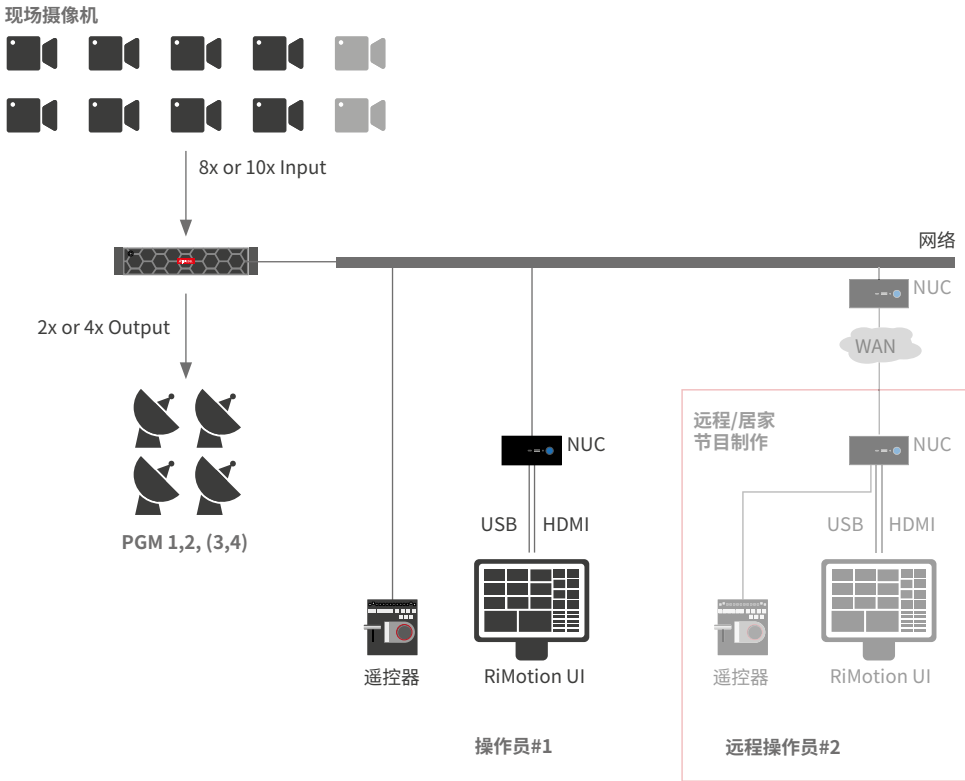 现场摄像机
8x or 10x Input
网络
NUC
2x or 4x Output
WAN
远程/居家
节目制作
NUC
NUC
USB
HDMI
USB
HDMI
PGM 1,2, (3,4)
遥控器
RiMotion UI
遥控器
RiMotion UI
操作员#1
远程操作员#2